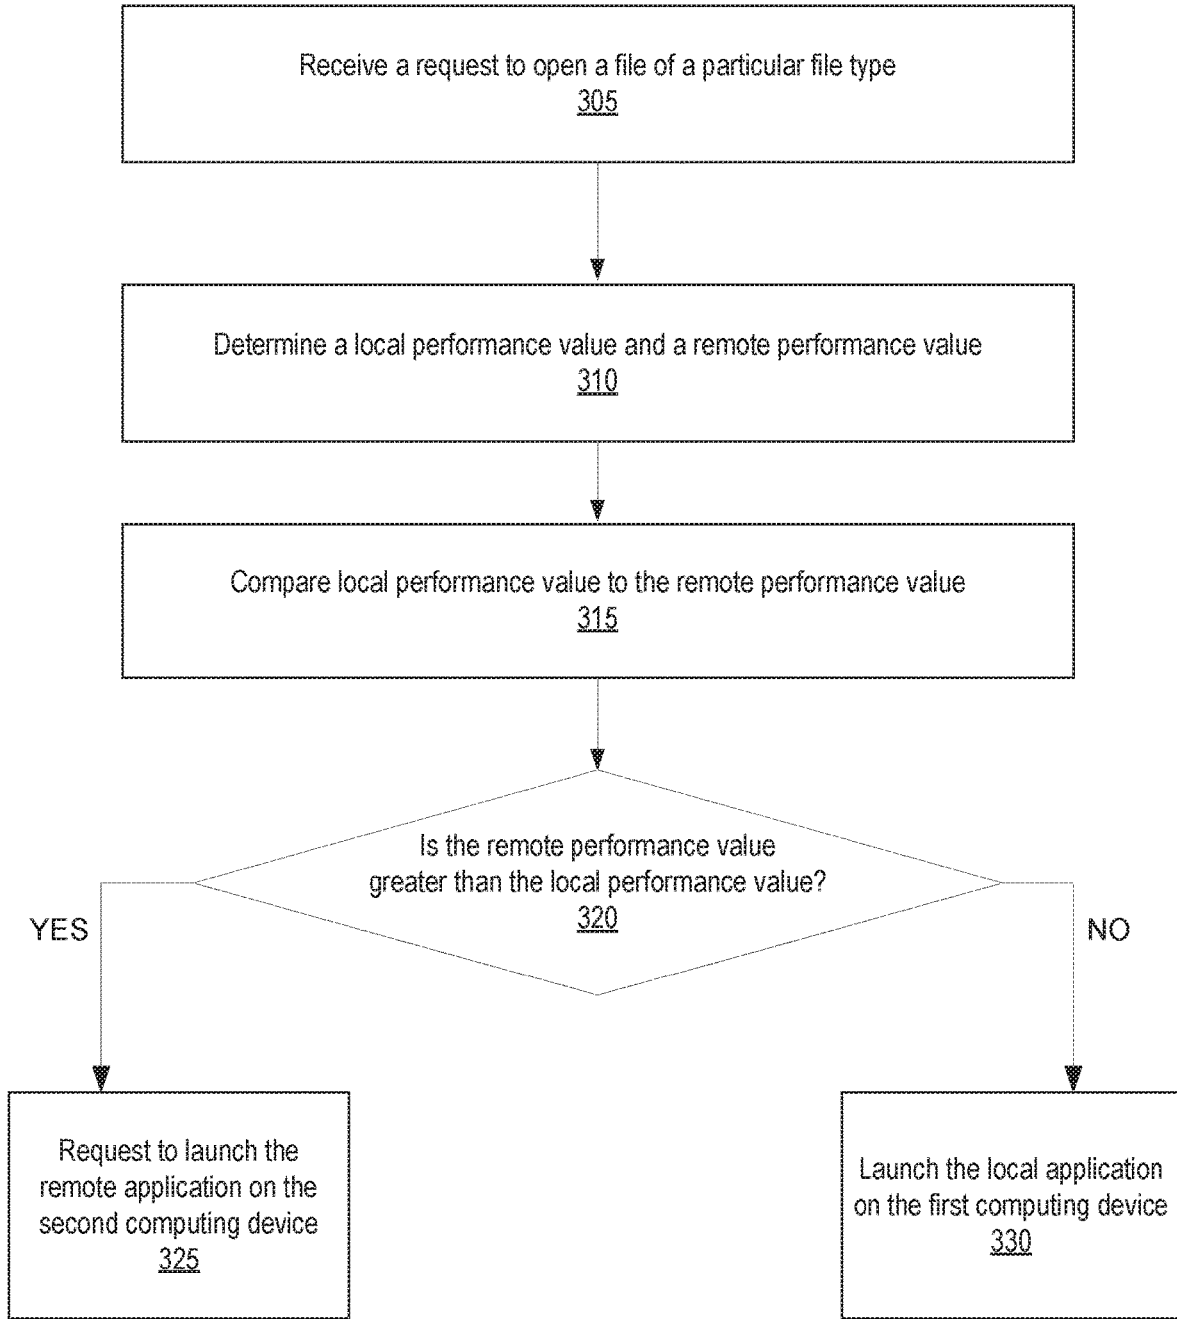 Receive a request to open a file of a particular file type
305
Determine a local performance value and a remote performance value
310
Compare local performance value to the remote performance value
315
Is the remote performance value
greater than the local performance value?
320
YES
NO
Request to launch the
remote application on the
second computing device
325
Launch the local application
on the first computing device
330